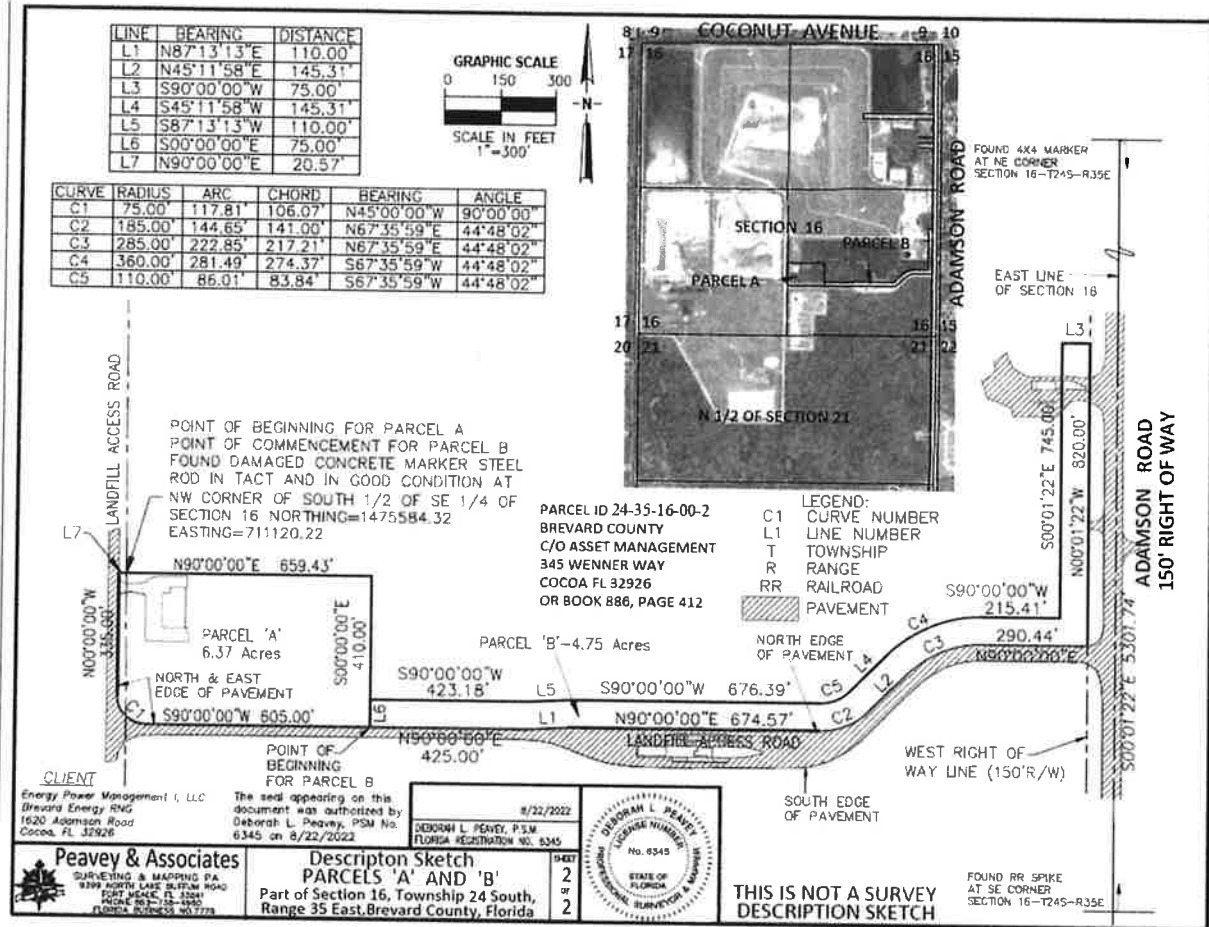 LINE BEARING DISTANCE
L1 N87°13'13"E 110.00'
L2 N45°11'58"E 145.31'
L3 S90°00'00"W 75.00'
L4 S45°11'58"W 145.31'
L5 S87°13'13"W 110.00'
L6 S00°00'00"E 75.00'
L7 N90°00'00"E 20.57'
CURVE RADIUS ARC CHORD BEARING ANGLE
C1 75.00' 117.81' 106.07' N45°00'00"W 90°00'00"
C2 185.00' 144.65' 141.00' N67°35'59"E 44°48'02"
C3 285.00' 222.85' 217.21' N67°35'59"E 44°48'02"
C4 360.00' 281.49' 274.37' S67°35'59"W 44°48'02"
C5 110.00' 86.01' 83.84' S67°35'59"W 44°48'02"
GRAPHIC SCALE
0 150 300
SCALE IN FEET
1"=300'
N
8 9 COCONUT AVENUE 9 10
17 16 16 15
SECTION 16
PARCEL B
PARCEL A
ADAMSON ROAD
17 16 16 15
20 21 21 22
N 1/2 OF SECTION 21
FOUND 4X4 MARKER
AT NE CORNER
SECTION 16-T24S-R35E
EAST LINE
OF SECTION 16
L3
S00°01'22"E 745.00'
N00°01'22"W 820.00'
ADAMSON ROAD
150' RIGHT OF WAY
S00°01'22"E 5301.74'
LANDFILL ACCESS ROAD
POINT OF BEGINNING FOR PARCEL A
POINT OF COMMENCEMENT FOR PARCEL B
FOUND DAMAGED CONCRETE MARKER STEEL
ROD IN TACT AND IN GOOD CONDITION AT
NW CORNER OF SOUTH 1/2 OF SE 1/4 OF
SECTION 16 NORTHING=1475584.32
EASTING=711120.22
L7
N90°00'00"E 659.43'
N00°00'00"W
335.00'
PARCEL 'A'
6.37 Acres
S00°00'00"E
410.00'
NORTH & EAST
EDGE OF PAVEMENT
C1
S90°00'00"W 605.00'
L6
POINT OF
BEGINNING
FOR PARCEL B
PARCEL ID 24-35-16-00-2
BREVARD COUNTY
C/O ASSET MANAGEMENT
345 WENNER WAY
COCOA FL 32926
OR BOOK 886, PAGE 412
LEGEND:
C1 CURVE NUMBER
L1 LINE NUMBER
T TOWNSHIP
R RANGE
RR RAILROAD
PAVEMENT
PARCEL 'B'-4.75 Acres
NORTH EDGE
OF PAVEMENT
S90°00'00"W
423.18'
L5
S90°00'00"W 676.39'
C5
L4
C4
S90°00'00"W
215.41'
L1
N90°00'00"E 674.57'
C2
L2
C3
290.44'
N90°00'00"E
N90°00'00"E
425.00'
LANDFILL ACCESS ROAD
SOUTH EDGE
OF PAVEMENT
WEST RIGHT OF
WAY LINE (150'R/W)
CLIENT
Energy Power Management I, LLC
Brevard Energy RNG
1620 Adamson Road
Cocoa, FL 32926
The seal appearing on this
document was authorized by
Deborah L. Peavey, PSM No.
6345 on 8/22/2022
8/22/2022
DEBORAH L. PEAVEY, P.S.M.
FLORIDA REGISTRATION NO. 6345
DEBORAH L. PEAVEY
LICENSE NUMBER
No. 6345
STATE OF
FLORIDA
PROFESSIONAL SURVEYOR & MAPPER
Peavey & Associates
SURVEYING & MAPPING PA
9399 NORTH LAKE BUFFUM ROAD
FORT MEADE, FL 33841
PHONE 863-738-4960
FLORIDA BUSINESS NO.7778
Descripton Sketch
PARCELS 'A' AND 'B'
Part of Section 16, Township 24 South,
Range 35 East,Brevard County, Florida
SHEET
2
OF
2
THIS IS NOT A SURVEY
DESCRIPTION SKETCH
FOUND RR SPIKE
AT SE CORNER
SECTION 16-T24S-R35E